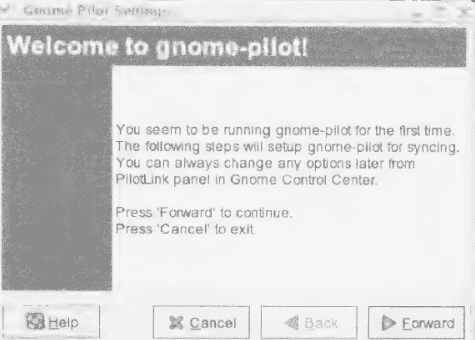 Gnome Pilot Settings
Welcome to gnome-pilot!
You seem to be running gnome-pilot for the first time.
The following steps will setup gnome-pilot for syncing.
You can always change any options later from
PilotLink panel in Gnome Control Center.
Press 'Forward' to continue.
Press 'Cancel' to exit
Help
Cancel
Back
Forward